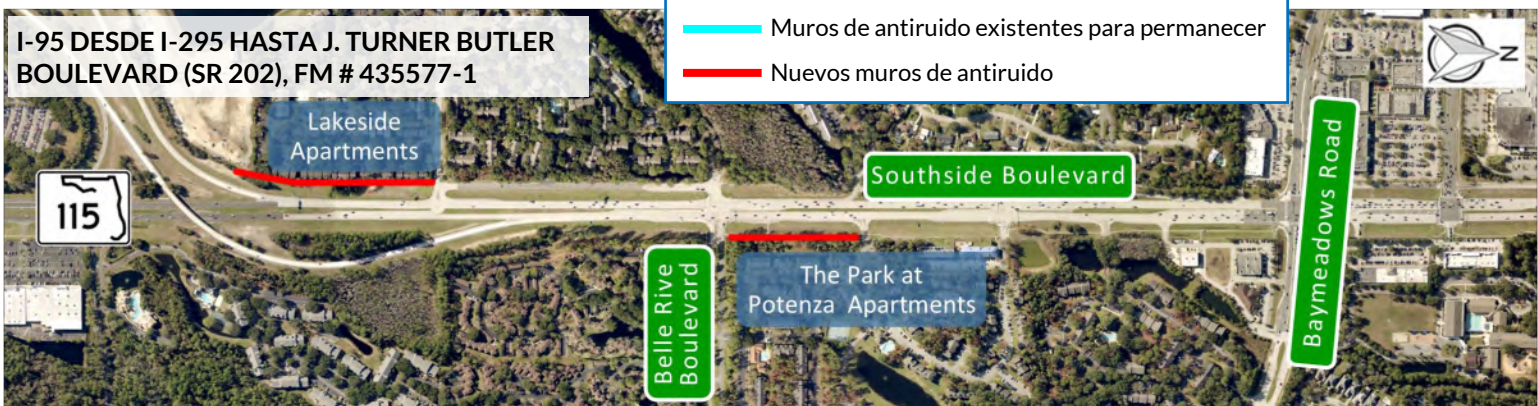 I-95 DESDE I-295 HASTA J. TURNER BUTLER
BOULEVARD (SR 202), FM # 435577-1
Muros de antiruido existentes para permanecer
Nuevos muros de antiruido
N
Lakeside
Apartments
115
Southside Boulevard
Belle Rive
Boulevard
The Park at
Potenza Apartments
Baymeadows Road